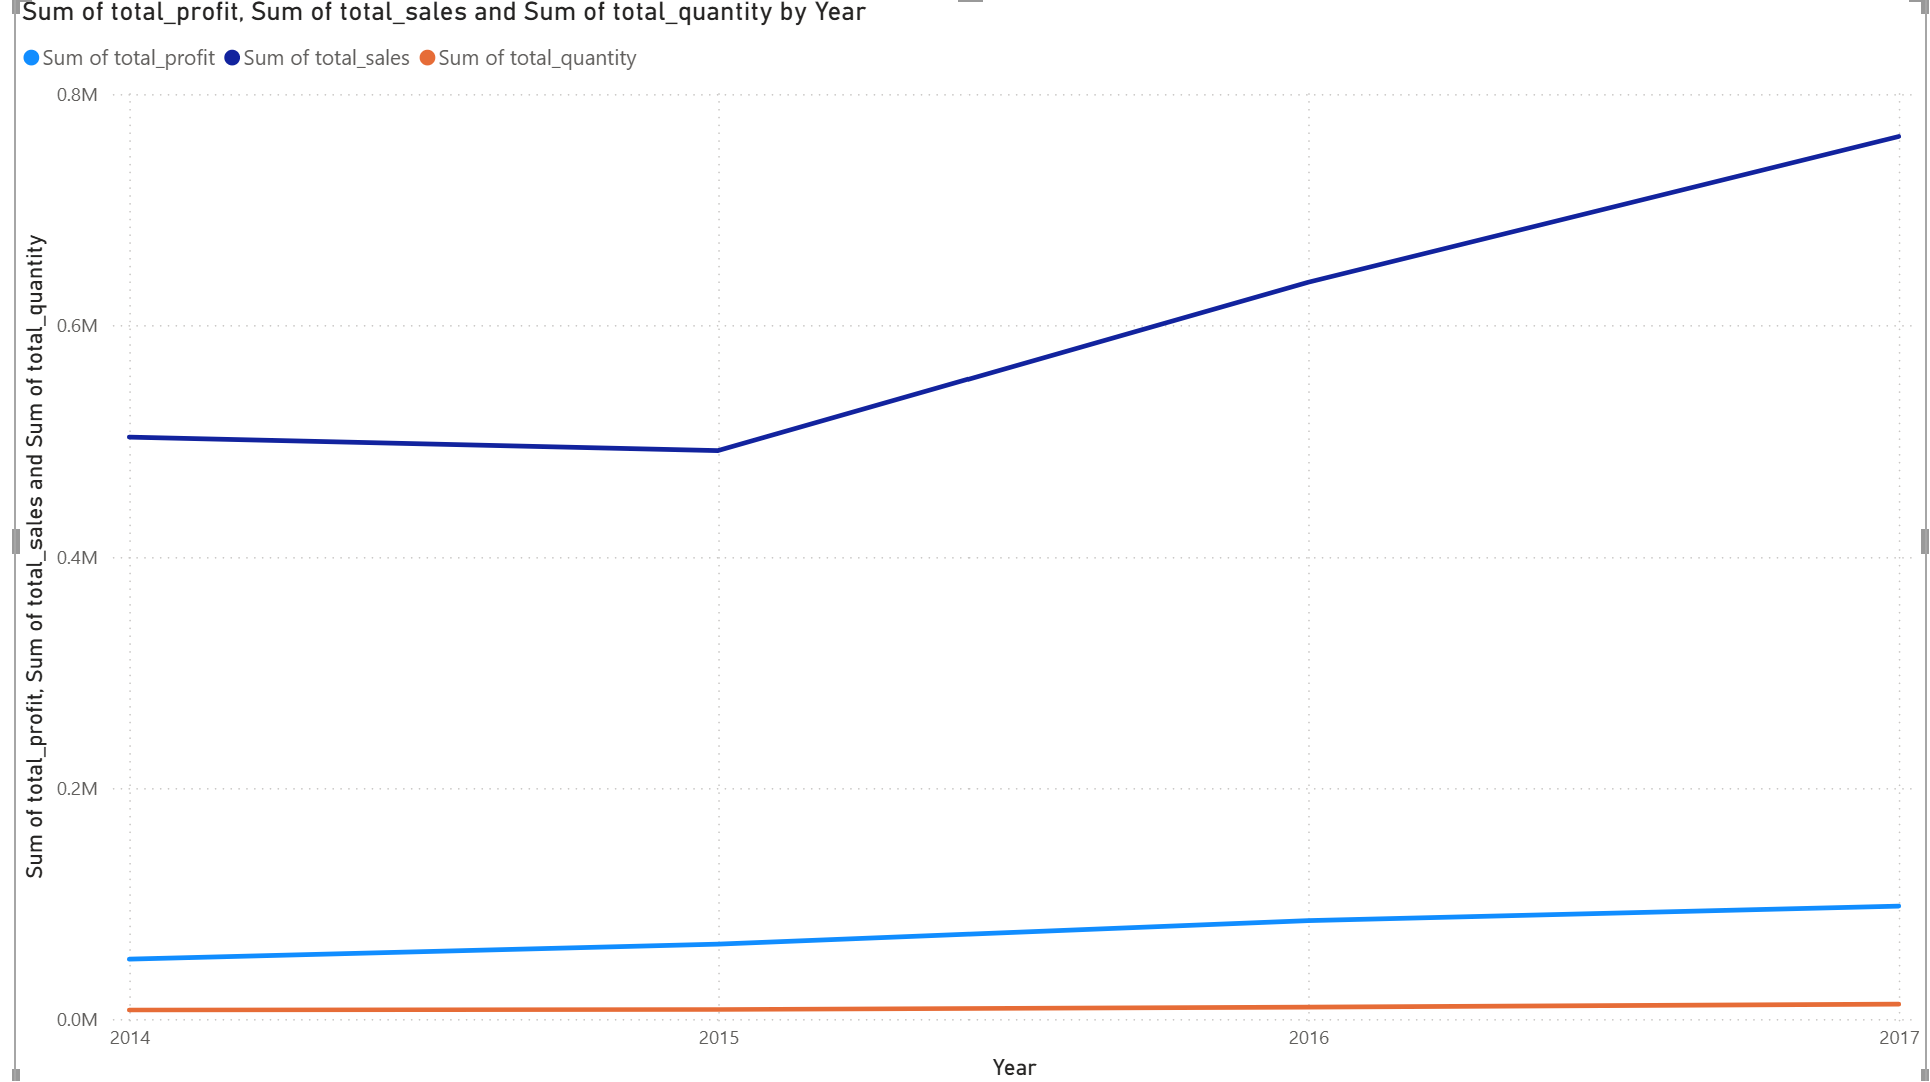 Sum of total_profit, Sum of total_sales and Sum of total_quantity by Year
Sum of total_profit Sum of total_sales Sum of total_quantity
Sum of total_profit, Sum of total_sales and Sum of total_quantity
0.8M
0.6M
0.4M
0.2M
0.0M
2014 2015 2016 2017
Year